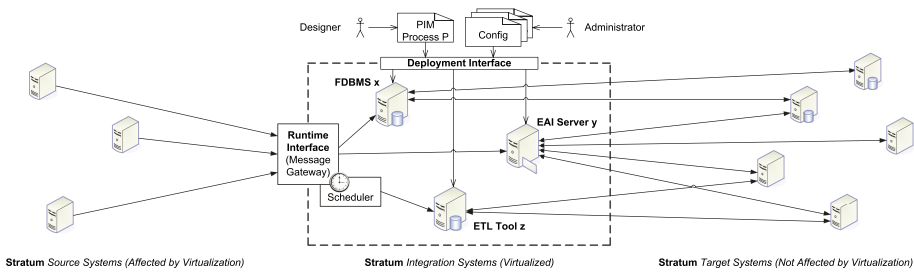 Designer
PIM
Process P
Config
Administrator
Deployment Interface
FDBMS x
EAI Server y
Runtime
Interface
(Message
Gateway)
Scheduler
ETL Tool z
Stratum Source Systems (Affected by Virtualization)
Stratum Integration Systems (Virtualized)
Stratum Target Systems (Not Affected by Virtualization)